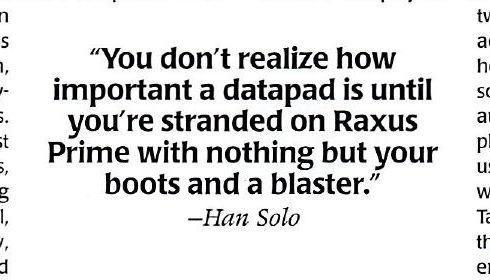 “You don’t realize how
important a datapad is until
you’re stranded on Raxus
Prime with nothing but your
boots and a blaster.”
–Han Solo